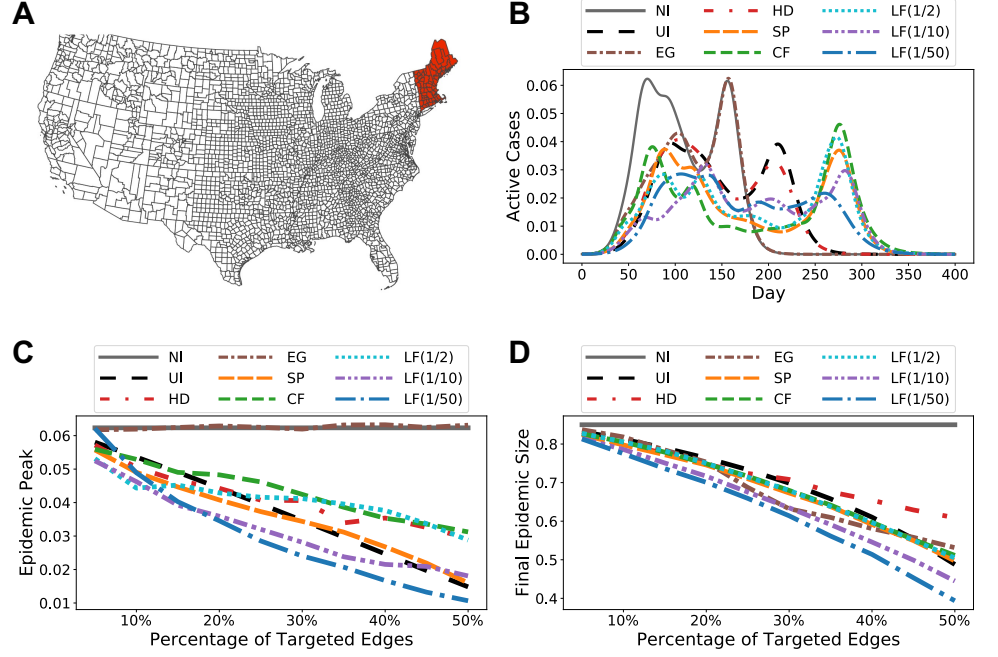 A
B
NI HD LF(1/2)
UI SP LF(1/10)
EG CF LF(1/50)
Active Cases
0.06
0.05
0.04
0.03
0.02
0.01
0.00
0 50 100 150 200 250 300 350 400
Day
C
NI EG LF(1/2)
UI SP LF(1/10)
HD CF LF(1/50)
Epidemic Peak
0.06
0.05
0.04
0.03
0.02
0.01
10% 20% 30% 40% 50%
Percentage of Targeted Edges
D
NI EG LF(1/2)
UI SP LF(1/10)
HD CF LF(1/50)
Final Epidemic Size
0.8
0.7
0.6
0.5
0.4
10% 20% 30% 40% 50%
Percentage of Targeted Edges